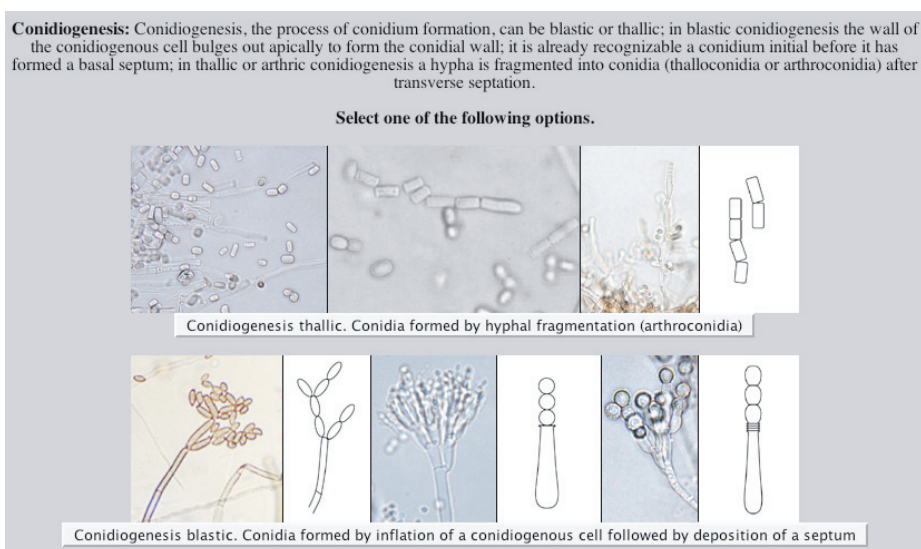 Conidiogenesis: Conidiogenesis, the process of conidium formation, can be blastic or thallic; in blastic conidiogenesis the wall of
the conidiogenous cell bulges out apically to form the conidial wall; it is already recognizable a conidium initial before it has
formed a basal septum; in thallic or arthric conidiogenesis a hypha is fragmented into conidia (thalloconidia or arthroconidia) after
transverse septation.
Select one of the following options.
Conidiogenesis thallic. Conidia formed by hyphal fragmentation (arthroconidia)
Conidiogenesis blastic. Conidia formed by inflation of a conidiogenous cell followed by deposition of a septum